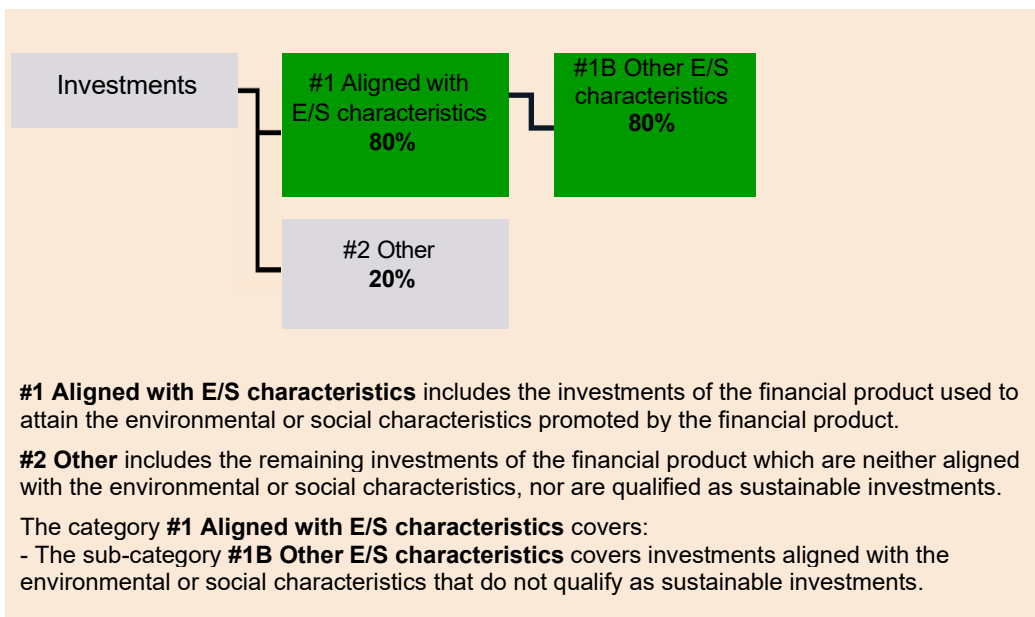 Investments
#1 Aligned with
E/S characteristics
80%
#1B Other E/S
characteristics
80%
#2 Other
20%
#1 Aligned with E/S characteristics includes the investments of the financial product used to
attain the environmental or social characteristics promoted by the financial product.
#2 Other includes the remaining investments of the financial product which are neither aligned
with the environmental or social characteristics, nor are qualified as sustainable investments.
The category #1 Aligned with E/S characteristics covers:
- The sub-category #1B Other E/S characteristics covers investments aligned with the
environmental or social characteristics that do not qualify as sustainable investments.